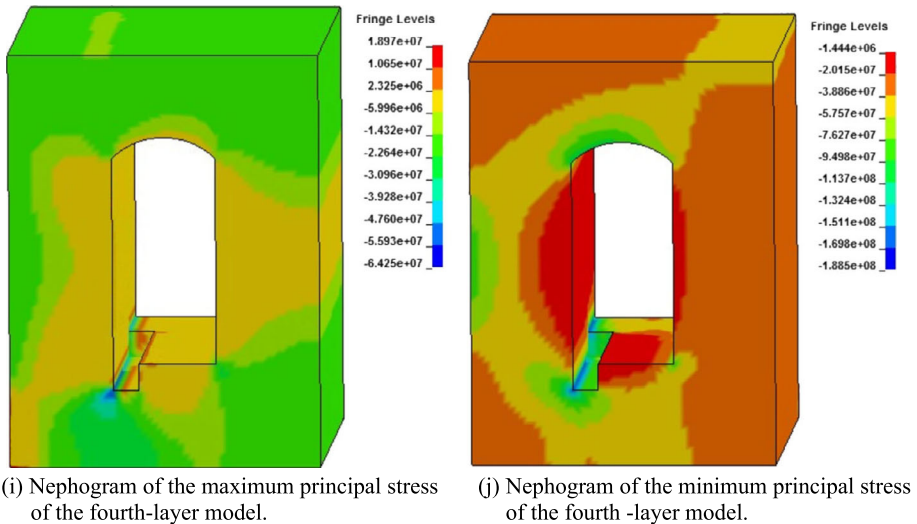 Fringe Levels
1.897e+07
1.065e+07
2.325e+06
-5.996e+06
-1.432e+07
-2.264e+07
-3.096e+07
-3.928e+07
-4.760e+07
-5.593e+07
-6.425e+07
Fringe Levels
-1.444e+06
-2.015e+07
-3.886e+07
-5.757e+07
-7.627e+07
-9.498e+07
-1.137e+08
-1.324e+08
-1.511e+08
-1.698e+08
-1.885e+08
(i) Nephogram of the maximum principal stress
of the fourth-layer model.
(j) Nephogram of the minimum principal stress
of the fourth -layer model.